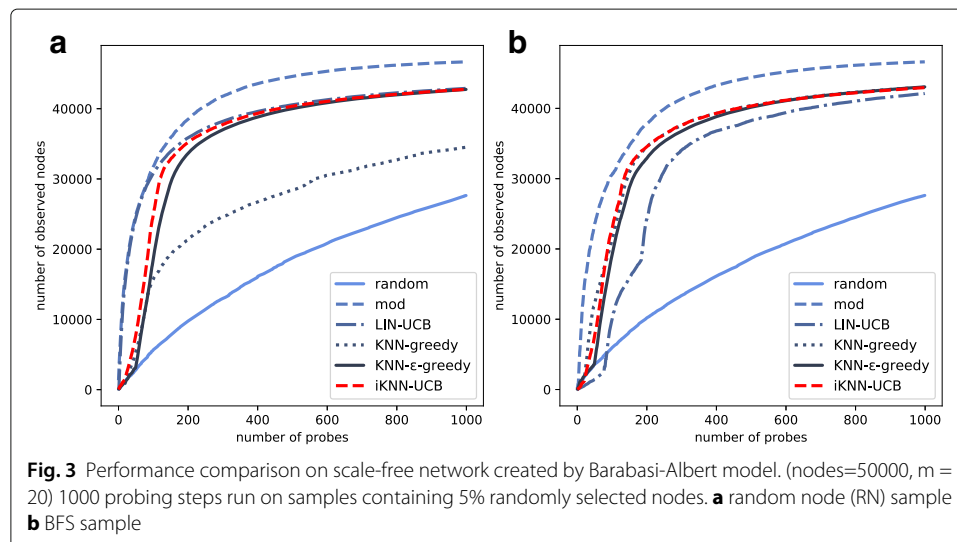 a
number of observed nodes
40000
30000
20000
10000
0
random
mod
LIN-UCB
KNN-greedy
KNN-ε-greedy
iKNN-UCB
0 200 400 600 800 1000
number of probes
b
number of observed nodes
40000
30000
20000
10000
0
random
mod
LIN-UCB
KNN-greedy
KNN-ε-greedy
iKNN-UCB
0 200 400 600 800 1000
number of probes
Fig. 3 Performance comparison on scale-free network created by Barabasi-Albert model. (nodes=50000, m =
20) 1000 probing steps run on samples containing 5% randomly selected nodes. a random node (RN) sample
b BFS sample